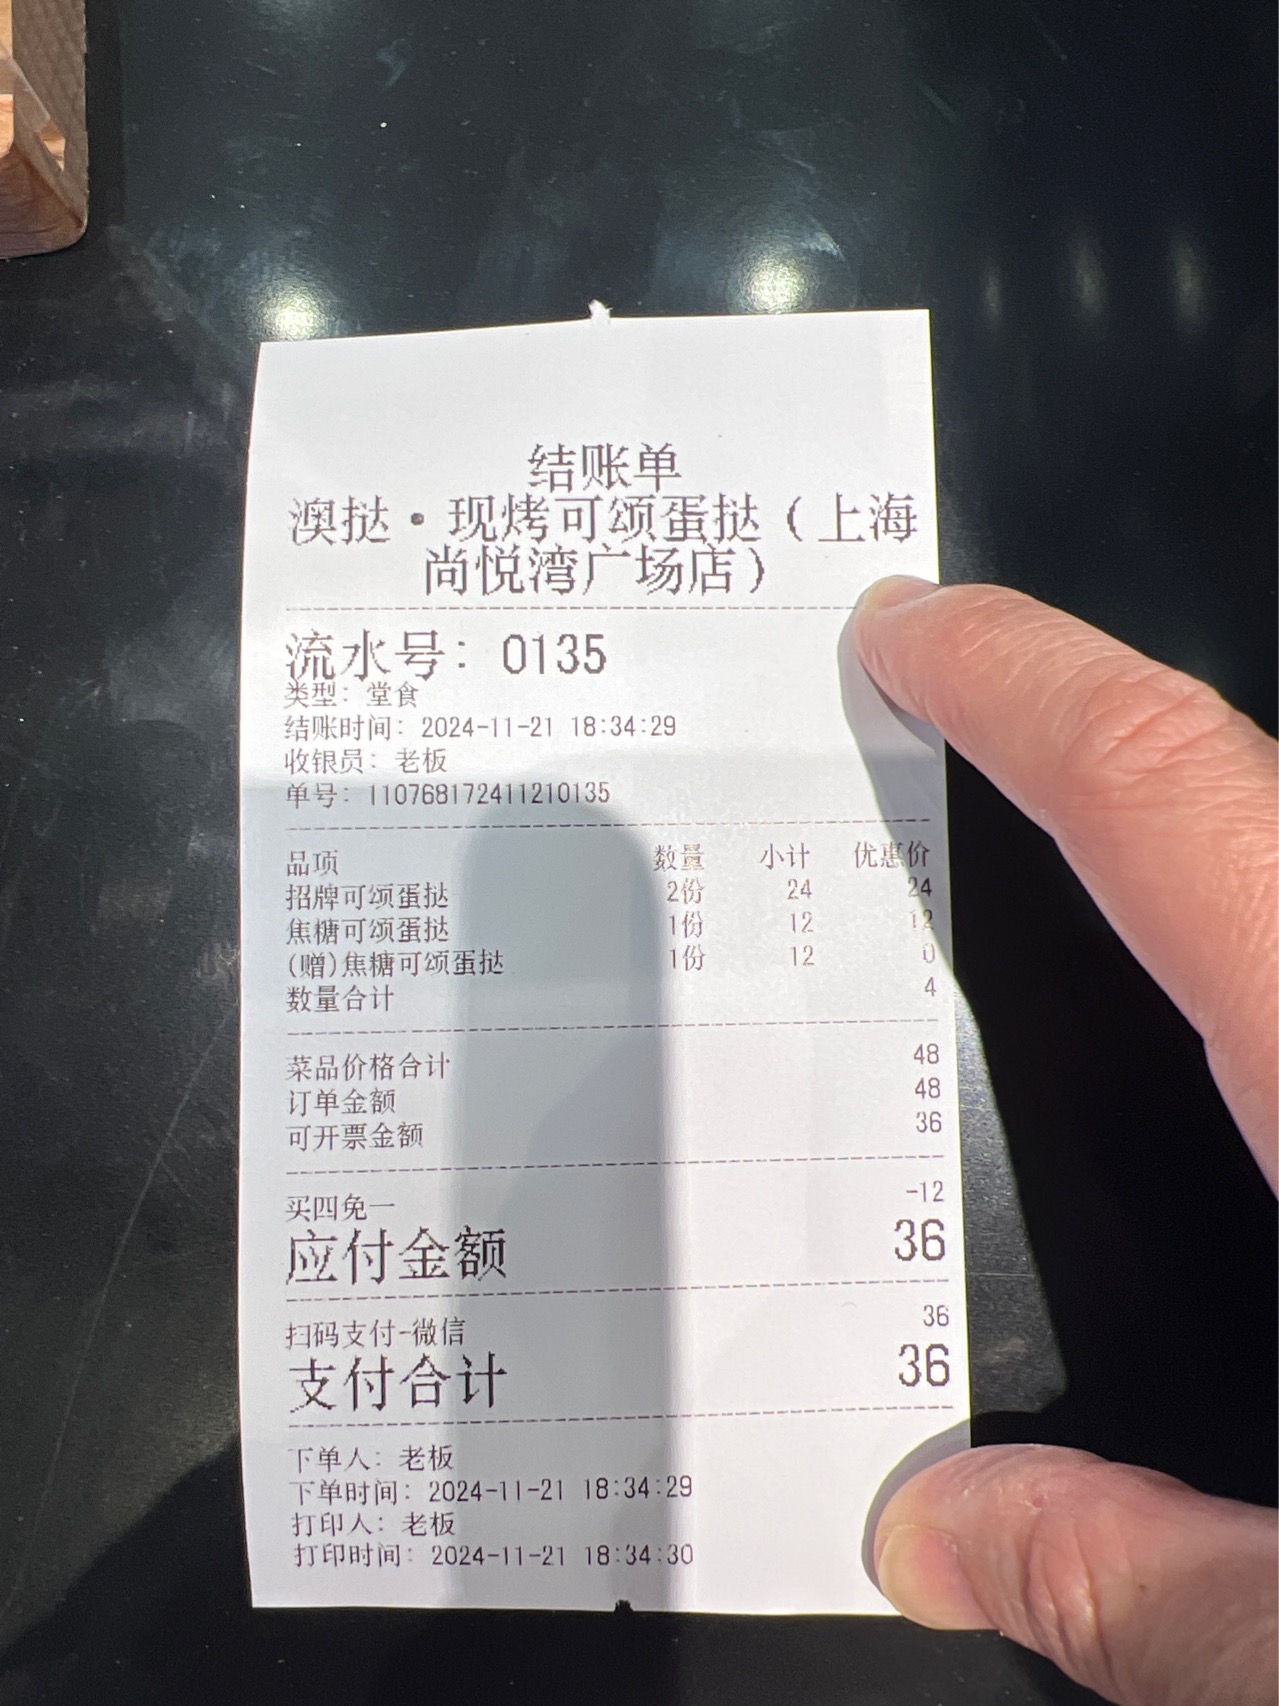 结账单
澳挞·现烤可颂蛋挞（上海
尚悦湾广场店）
流水号：0135
类型：堂食
结账时间：2024-11-21 18:34:29
收银员：老板
单号：110768172411210135
品项 数量 小计 优惠价
招牌可颂蛋挞 2份 24 24
焦糖可颂蛋挞 1份 12 12
(赠)焦糖可颂蛋挞 1份 12 0
数量合计 4
菜品价格合计 48
订单金额 48
可开票金额 36
买四免一 -12
应付金额 36
扫码支付-微信 36
支付合计 36
下单人：老板
下单时间：2024-11-21 18:34:29
打印人：老板
打印时间：2024-11-21 18:34:30